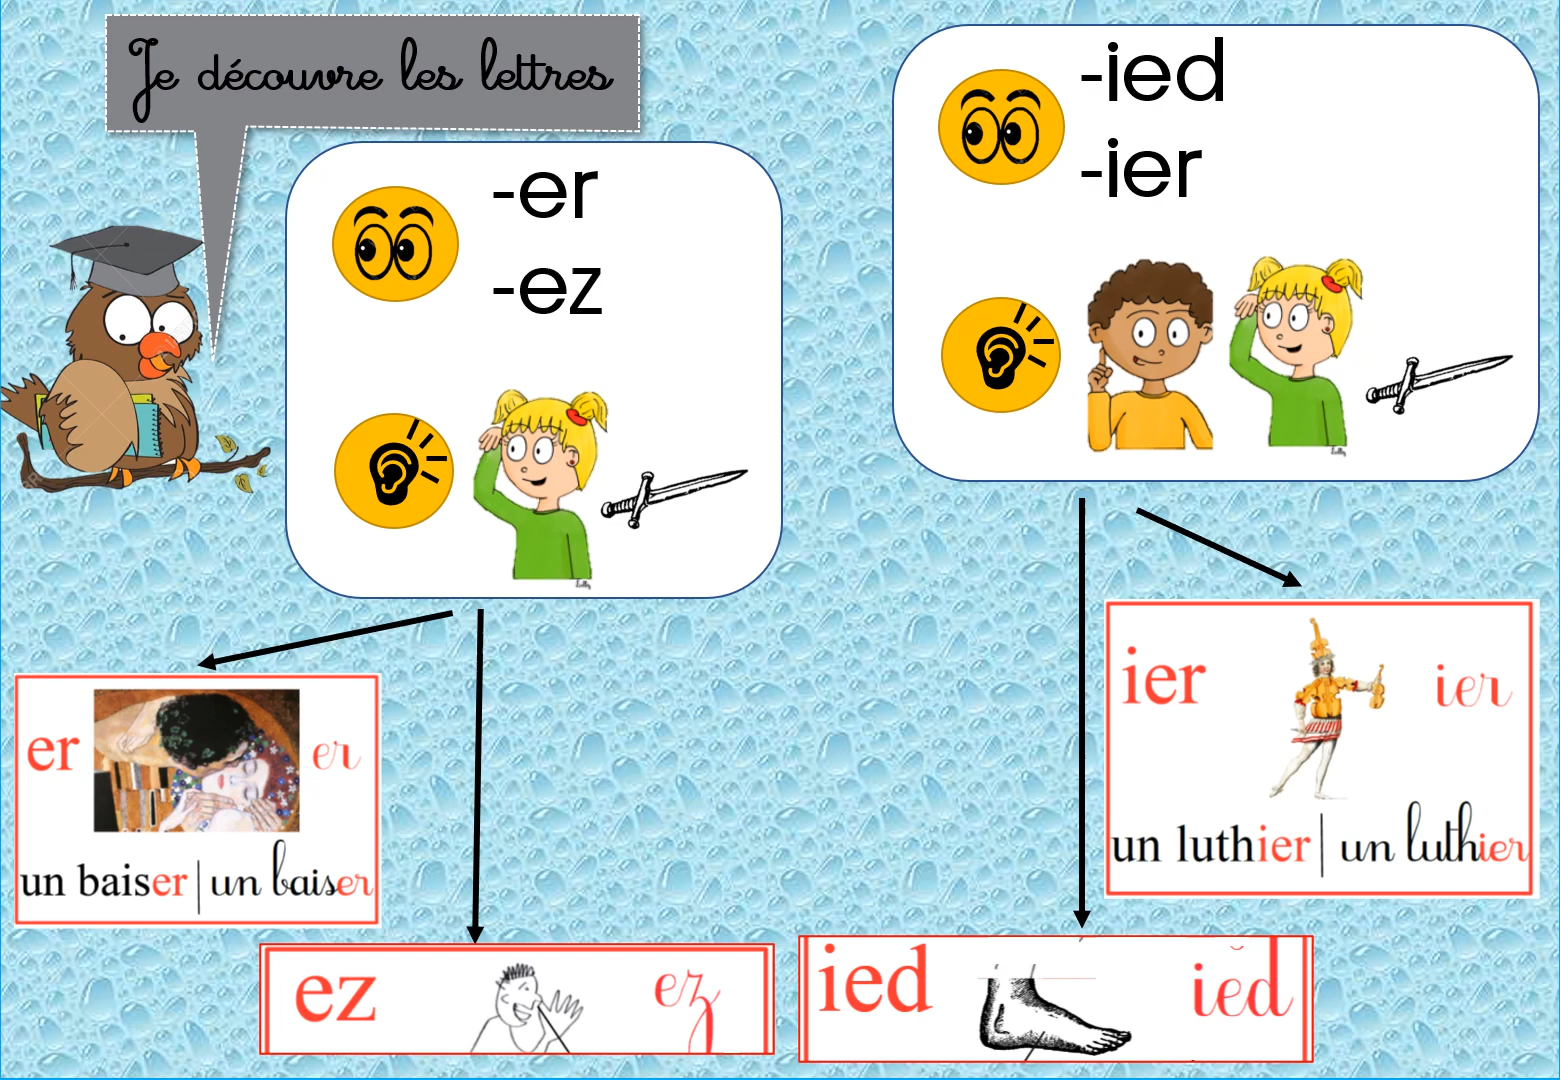 Je découvre les lettres
-er
-ez
-ied
-ier
er er
un baiser | un baiser
ier ier
un luthier | un luthier
ez ez
ied ied